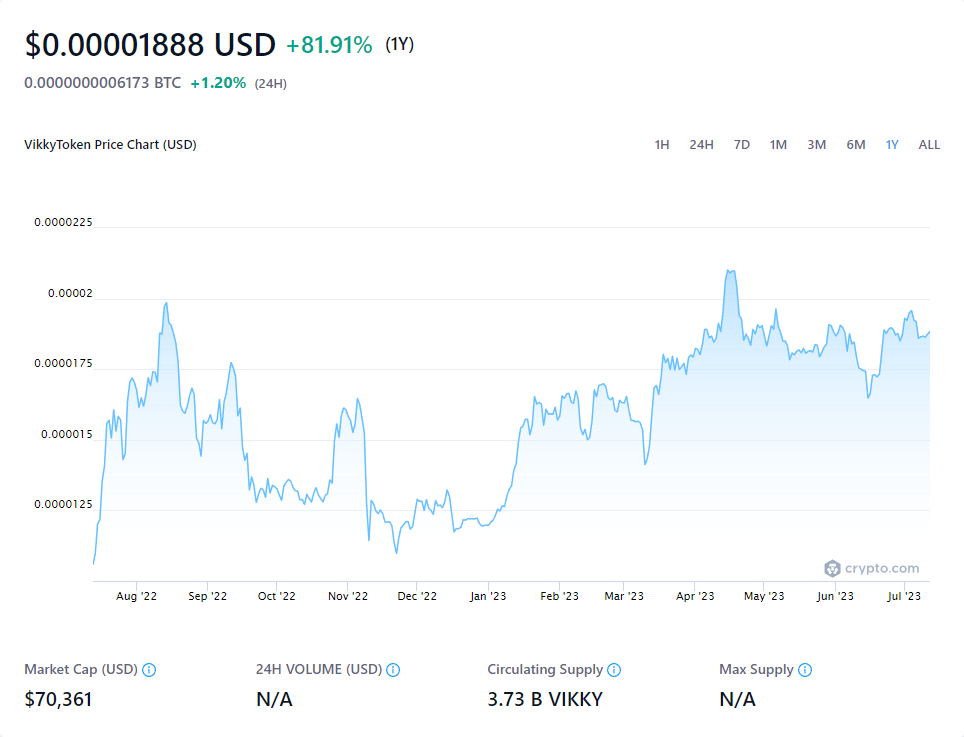 $0.00001888 USD +81.91% (1Y)
0.0000000006173 BTC +1.20% (24H)
VikkyToken Price Chart (USD) 1H 24H 7D 1M 3M 6M 1Y ALL
0.0000225
0.00002
0.0000175
0.000015
0.0000125
crypto.com
Aug '22 Sep '22 Oct '22 Nov '22 Dec '22 Jan '23 Feb '23 Mar '23 Apr '23 May '23 Jun '23 Jul '23
Market Cap (USD) 24H VOLUME (USD) Circulating Supply Max Supply
$70,361 N/A 3.73 B VIKKY N/A